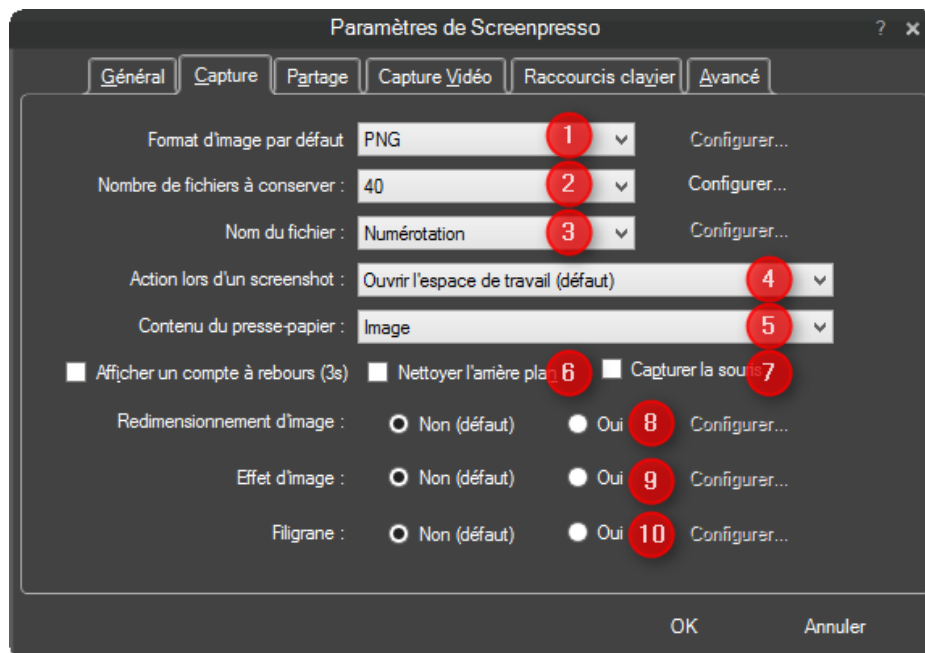 Paramètres de Screenpresso ?
Général Capture Partage Capture Vidéo Raccourcis clavier Avancé
Format d'image par défaut PNG 1 Configurer...
Nombre de fichiers à conserver : 40 2 Configurer...
Nom du fichier : Numérotation 3 Configurer...
Action lors d'un screenshot : Ouvrir l'espace de travail (défaut) 4
Contenu du presse-papier : Image 5
Afficher un compte à rebours (3s) Nettoyer l'arrière plan 6 Capturer la souris 7
Redimensionnement d'image : Non (défaut) Oui 8 Configurer...
Effet d'image : Non (défaut) Oui 9 Configurer...
Filigrane : Non (défaut) Oui 10 Configurer...
OK Annuler